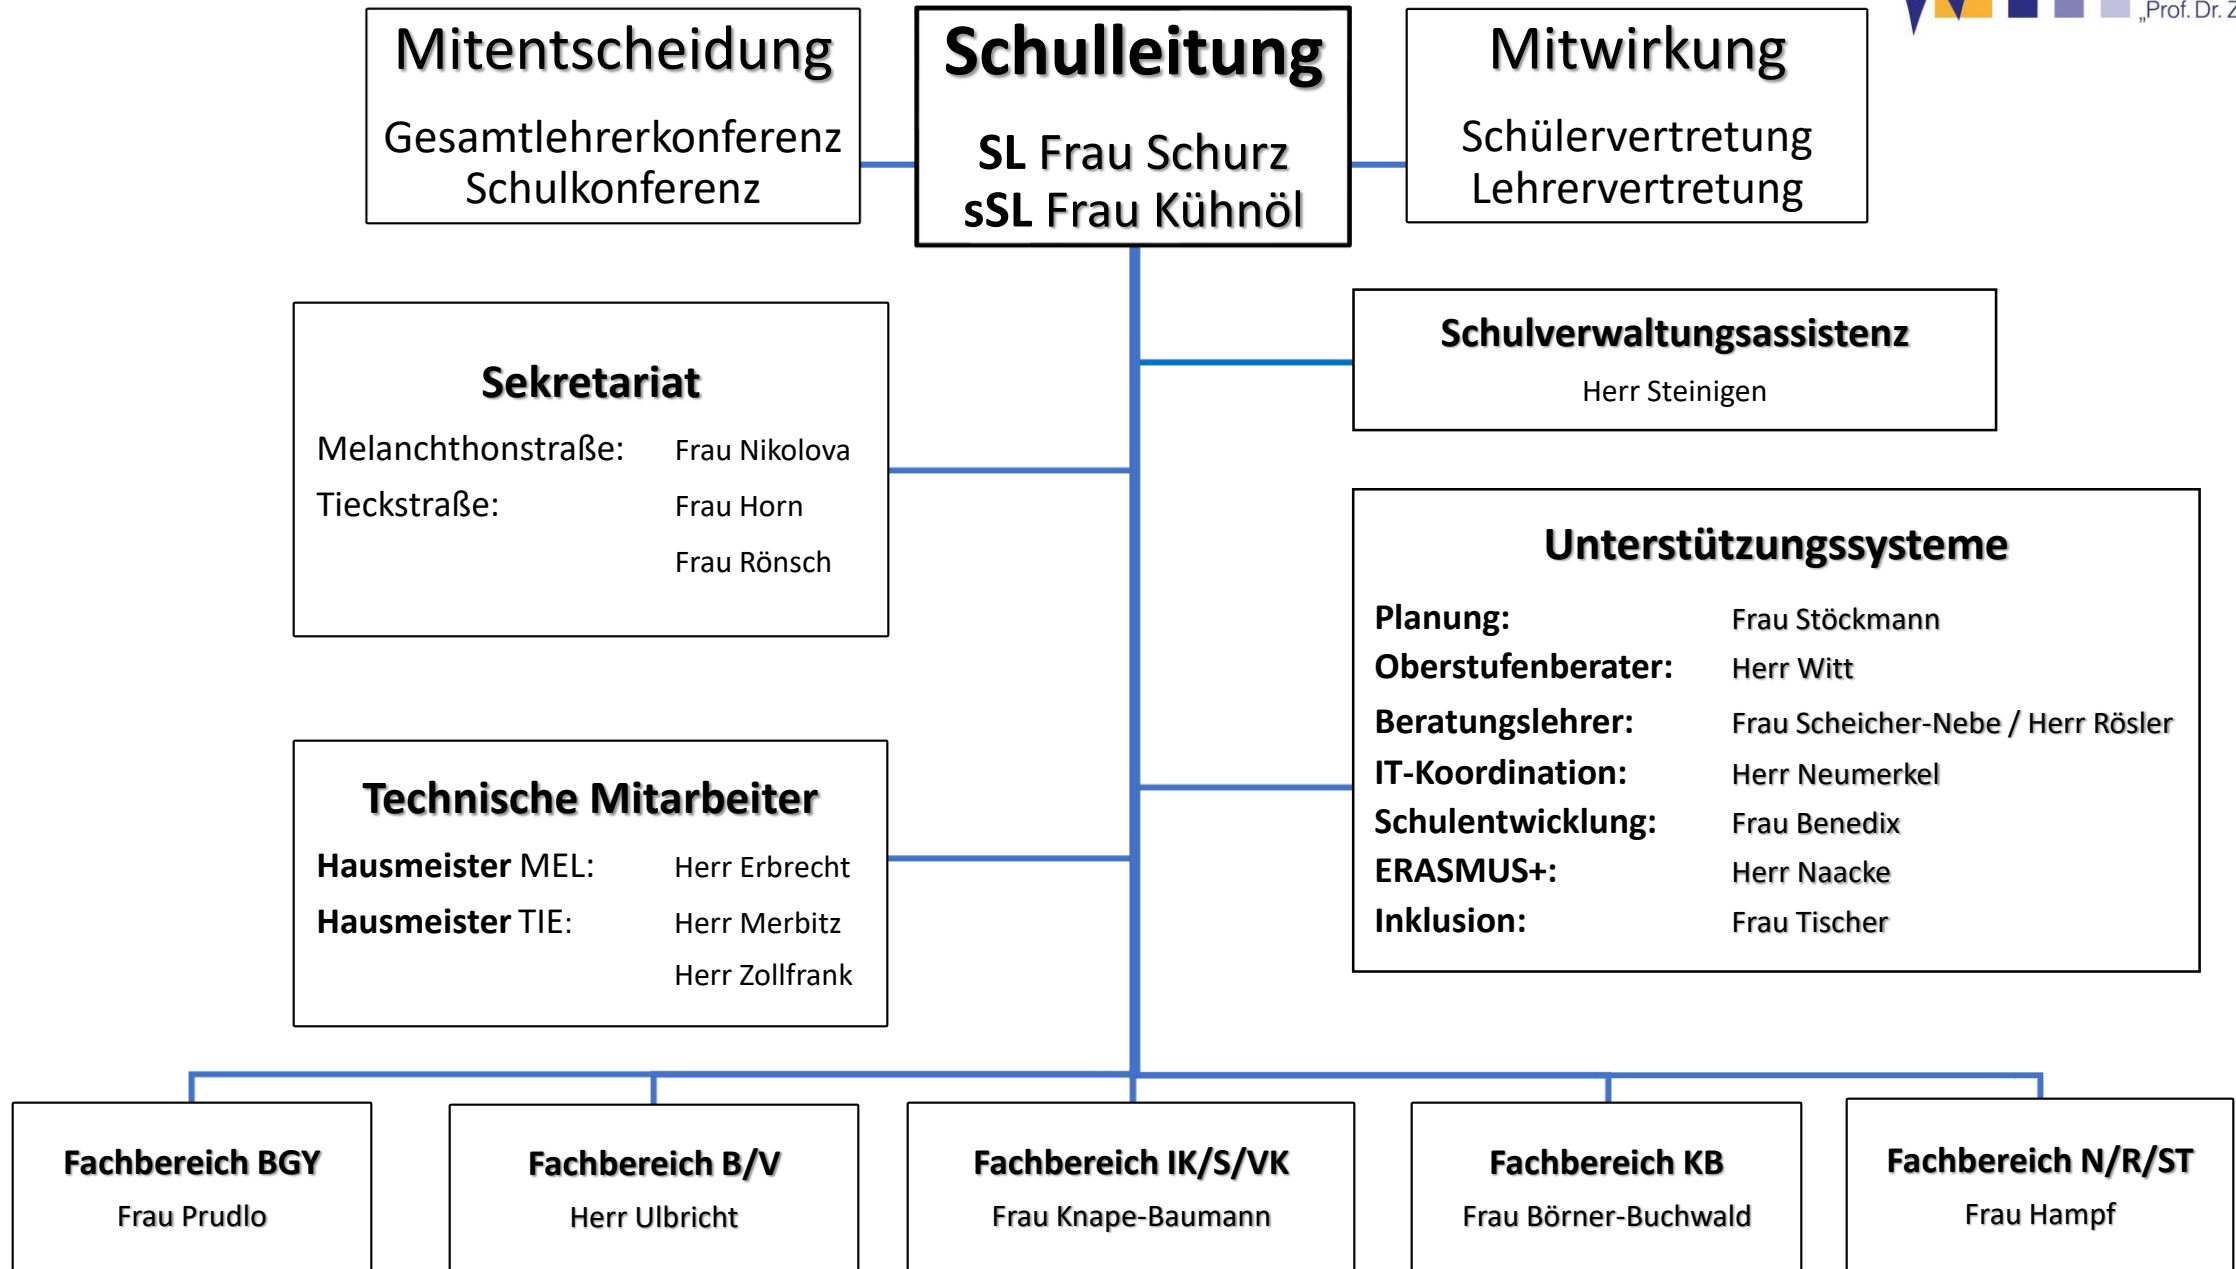 „Prof. Dr. Z
Mitentscheidung
Gesamtlehrerkonferenz
Schulkonferenz
Schulleitung
SL Frau Schurz
sSL Frau Kühnöl
Mitwirkung
Schülervertretung
Lehrervertretung
Sekretariat
Melanchthonstraße: Frau Nikolova
Tieckstraße: Frau Horn
Frau Rönsch
Schulverwaltungsassistenz
Herr Steinigen
Unterstützungssysteme
Planung: Frau Stöckmann
Oberstufenberater: Herr Witt
Beratungslehrer: Frau Scheicher-Nebe / Herr Rösler
IT-Koordination: Herr Neumerkel
Schulentwicklung: Frau Benedix
ERASMUS+: Herr Naacke
Inklusion: Frau Tischer
Technische Mitarbeiter
Hausmeister MEL: Herr Erbrecht
Hausmeister TIE: Herr Merbitz
Herr Zollfrank
Fachbereich BGY
Frau Prudlo
Fachbereich B/V
Herr Ulbricht
Fachbereich IK/S/VK
Frau Knape-Baumann
Fachbereich KB
Frau Börner-Buchwald
Fachbereich N/R/ST
Frau Hampf